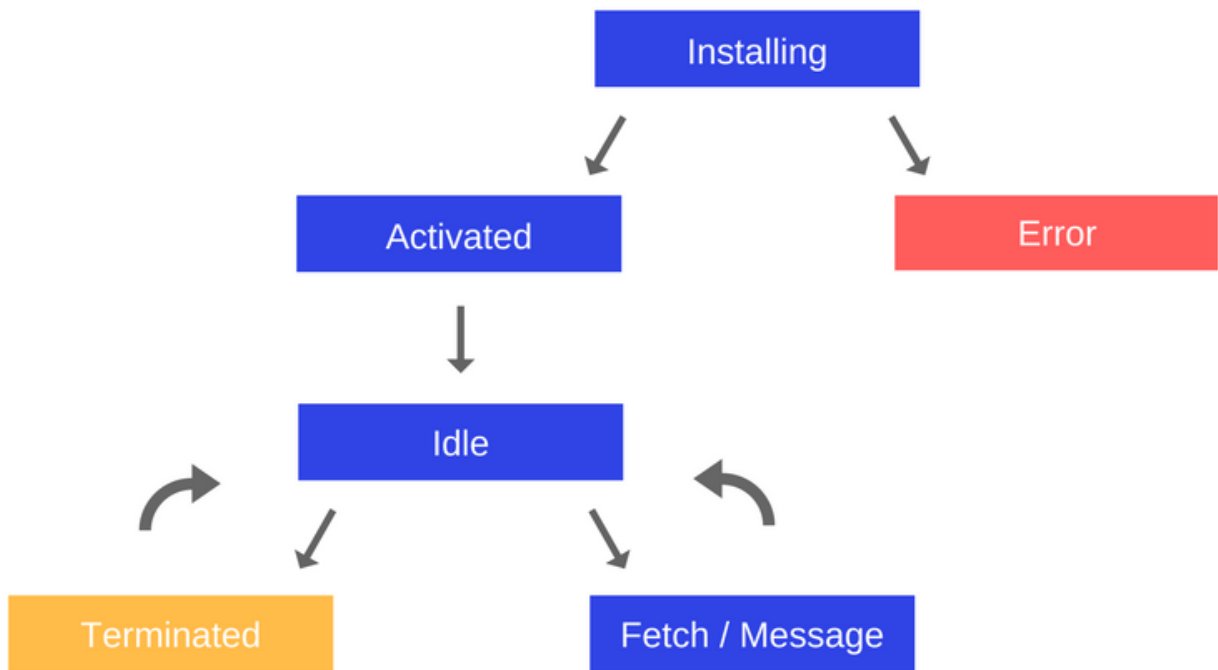 Installing
Activated
Error
Idle
Terminated
Fetch / Message